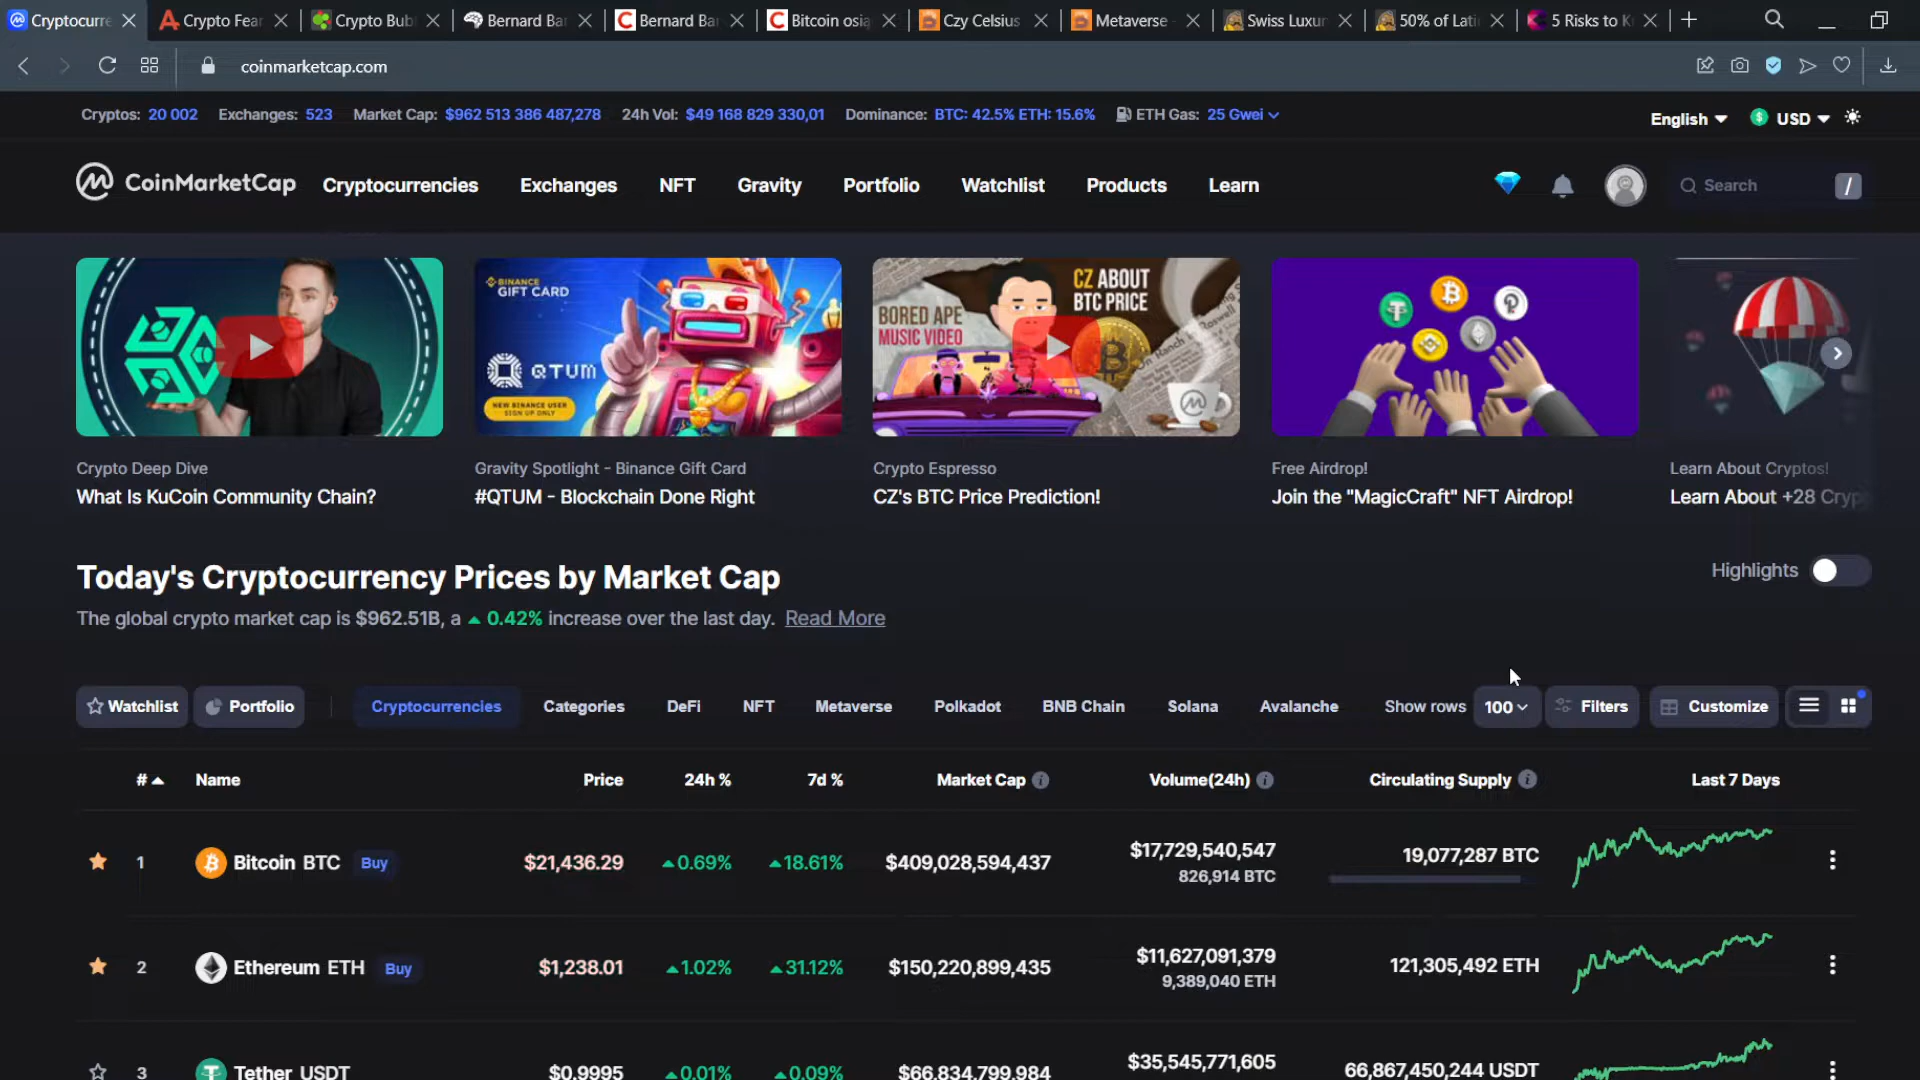 Cryptocurre
Crypto Fear
Crypto Bub
Bernard Ba
Bernard Ba
Bitcoin osią
Czy Celsius
Metaverse
Swiss Luxu
50% of Lati
5 Risks to K
coinmarketcap.com
Cryptos: 20 002 Exchanges: 523 Market Cap: $962 513 386 487,278 24h Vol: $49 168 829 330,01 Dominance: BTC: 42.5% ETH: 15.6% ETH Gas: 25 Gwei
English
USD
CoinMarketCap
Cryptocurrencies
Exchanges
NFT
Gravity
Portfolio
Watchlist
Products
Learn
Search
/
BINANCE
GIFT CARD
QTUM
NEW BINANCE USER
SIGN UP ONLY
BORED APE
MUSIC VIDEO
CZ ABOUT
BTC PRICE
Crypto Deep Dive
What Is KuCoin Community Chain?
Gravity Spotlight - Binance Gift Card
#QTUM - Blockchain Done Right
Crypto Espresso
CZ's BTC Price Prediction!
Free Airdrop!
Join the "MagicCraft" NFT Airdrop!
Learn About Cryptos!
Learn About +28 Cryp
Today's Cryptocurrency Prices by Market Cap
Highlights
The global crypto market cap is $962.51B, a 0.42% increase over the last day. Read More
Watchlist
Portfolio
Cryptocurrencies
Categories
DeFi
NFT
Metaverse
Polkadot
BNB Chain
Solana
Avalanche
Show rows
100
Filters
Customize
# Name Price 24h % 7d % Market Cap Volume(24h) Circulating Supply Last 7 Days
1 Bitcoin BTC Buy $21,436.29 0.69% 18.61% $409,028,594,437 $17,729,540,547 19,077,287 BTC
826,914 BTC
2 Ethereum ETH Buy $1,238.01 1.02% 31.12% $150,220,899,435 $11,627,091,379 121,305,492 ETH
9,389,040 ETH
3 Tether USDT $0.9995 0.01% 0.09% $66,834,799,984 $35,545,771,605 66,867,450,244 USDT